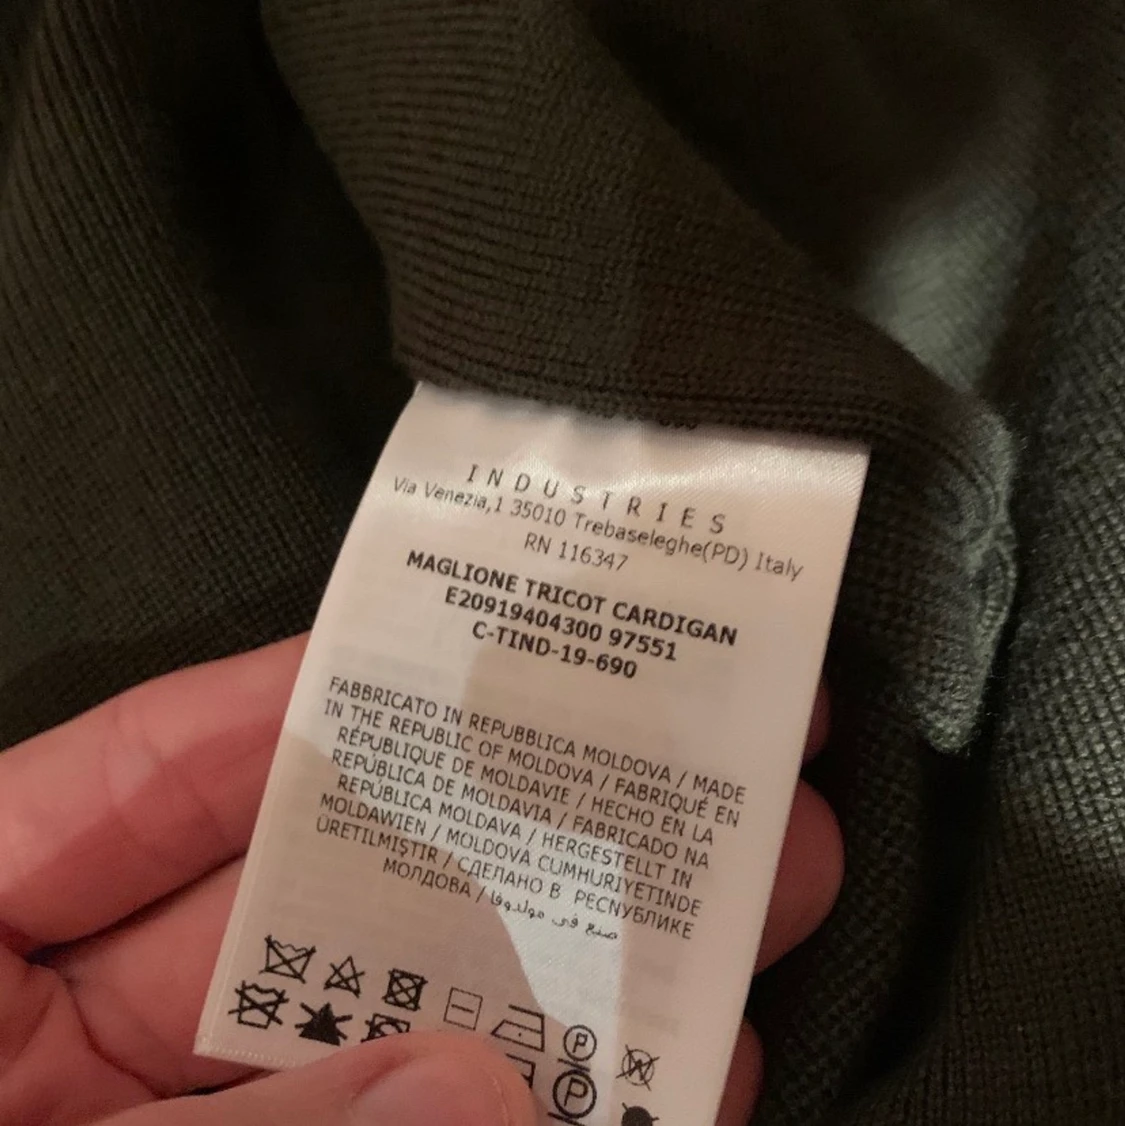 INDUSTRIES
Via Venezia,1 35010 Trebaseleghe(PD) Italy
RN 116347
MAGLIONE TRICOT CARDIGAN
E20919404300 97551
C-TIND-19-690
FABBRICATO IN REPUBBLICA MOLDOVA / MADE
IN THE REPUBLIC OF MOLDOVA / FABRIQUÉ EN
RÉPUBLIQUE DE MOLDAVIE / HECHO EN LA
REPÚBLICA DE MOLDAVIA / FABRICADO NA
REPÚBLICA MOLDAVA / HERGESTELLT IN
MOLDAWIEN / MOLDOVA CUMHURIYETINDE
ÜRETILMIŞTIR / СДЕЛАНО В РЕСПУБЛИКЕ
МОЛДОВА / صنع في مولدوفا
P
W
P